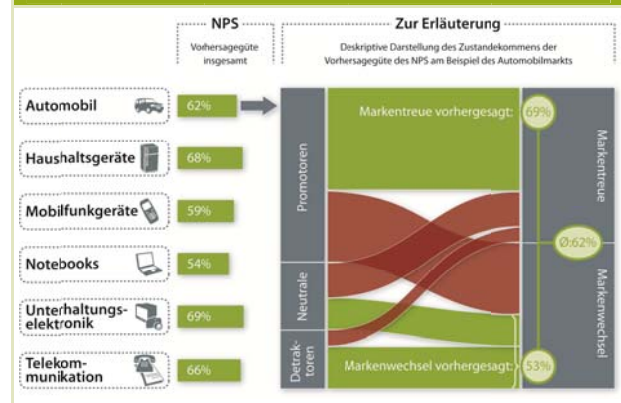 NPS
Vorhersagegüte
insgesamt
Zur Erläuterung
Deskriptive Darstellung des Zustandekommens der
Vorhersagegüte des NPS am Beispiel des Automobilmarkts
Automobil
62%
Haushaltsgeräte
68%
Mobilfunkgeräte
59%
Notebooks
54%
Unterhaltungs-
elektronik
69%
Telekom-
munikation
66%
Promotoren
Neutrale
Detrak-
toren
Markentreue vorhergesagt:
69%
Markenwechsel vorhergesagt:
53%
Markentreue
Ø:62%
Markenwechsel